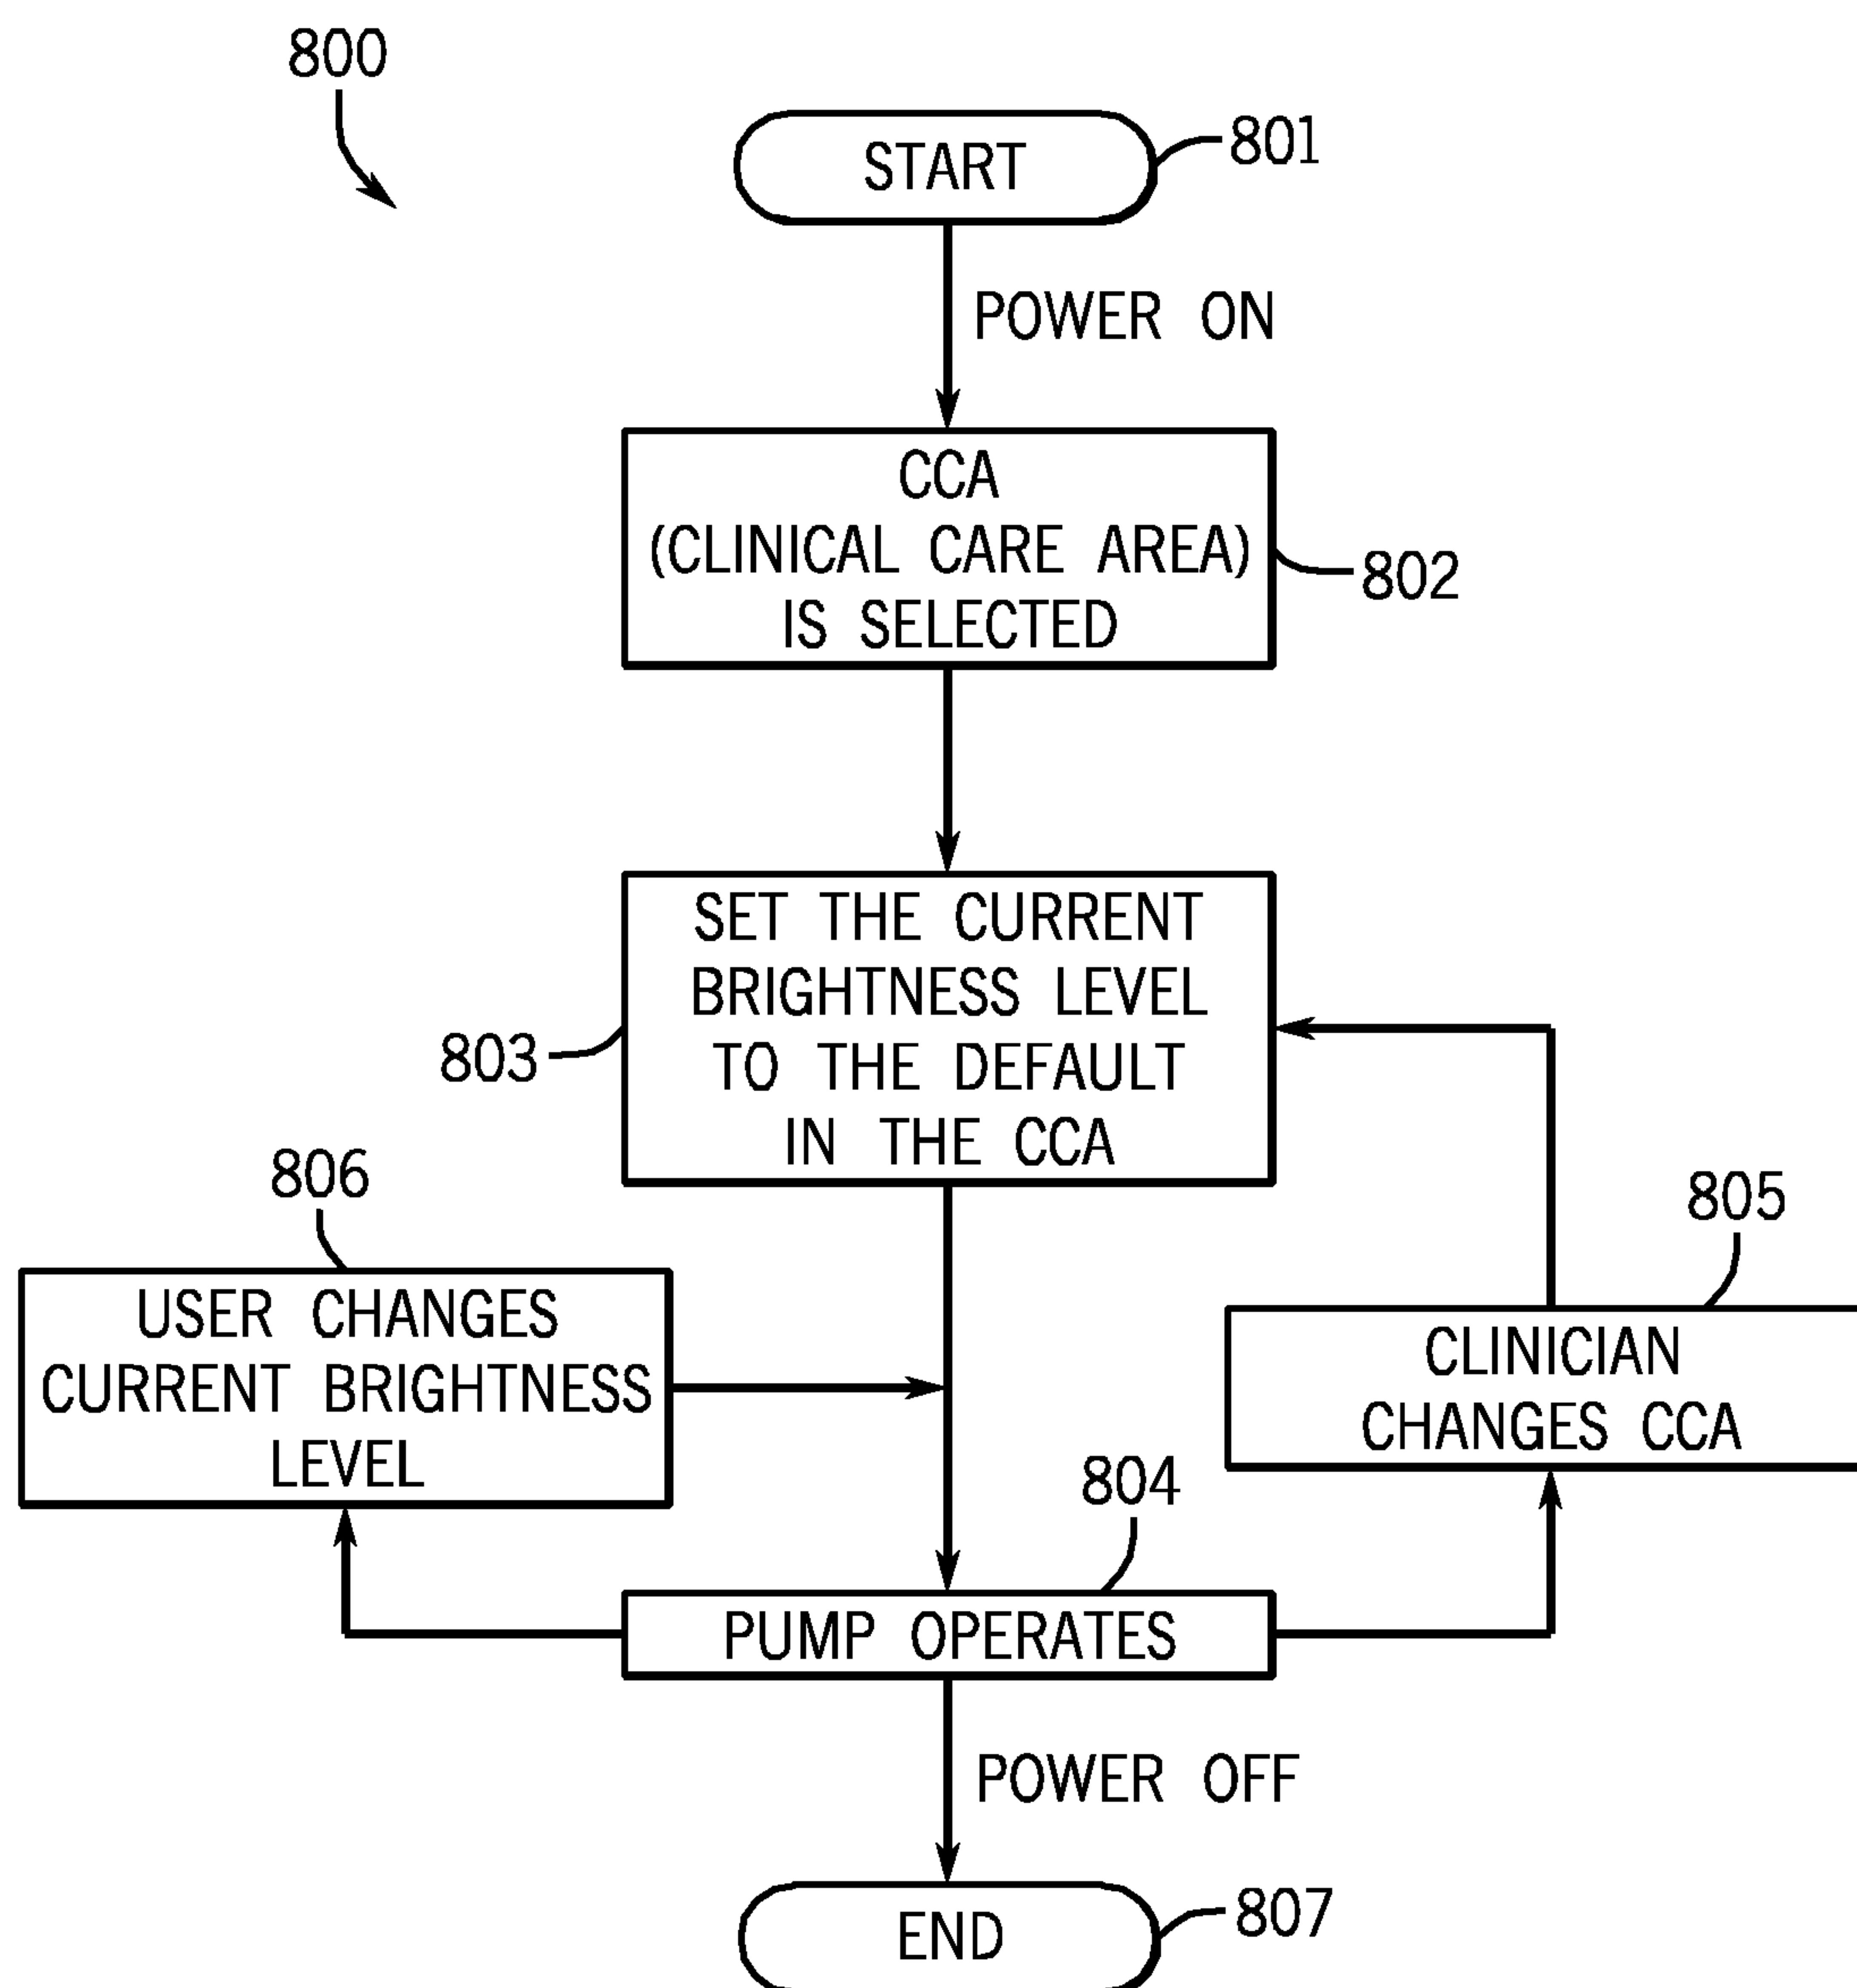 800
START
801
POWER ON
CCA
(CLINICAL CARE AREA)
IS SELECTED
802
SET THE CURRENT
BRIGHTNESS LEVEL
TO THE DEFAULT
IN THE CCA
803
806
USER CHANGES
CURRENT BRIGHTNESS
LEVEL
805
CLINICIAN
CHANGES CCA
804
PUMP OPERATES
POWER OFF
END
807